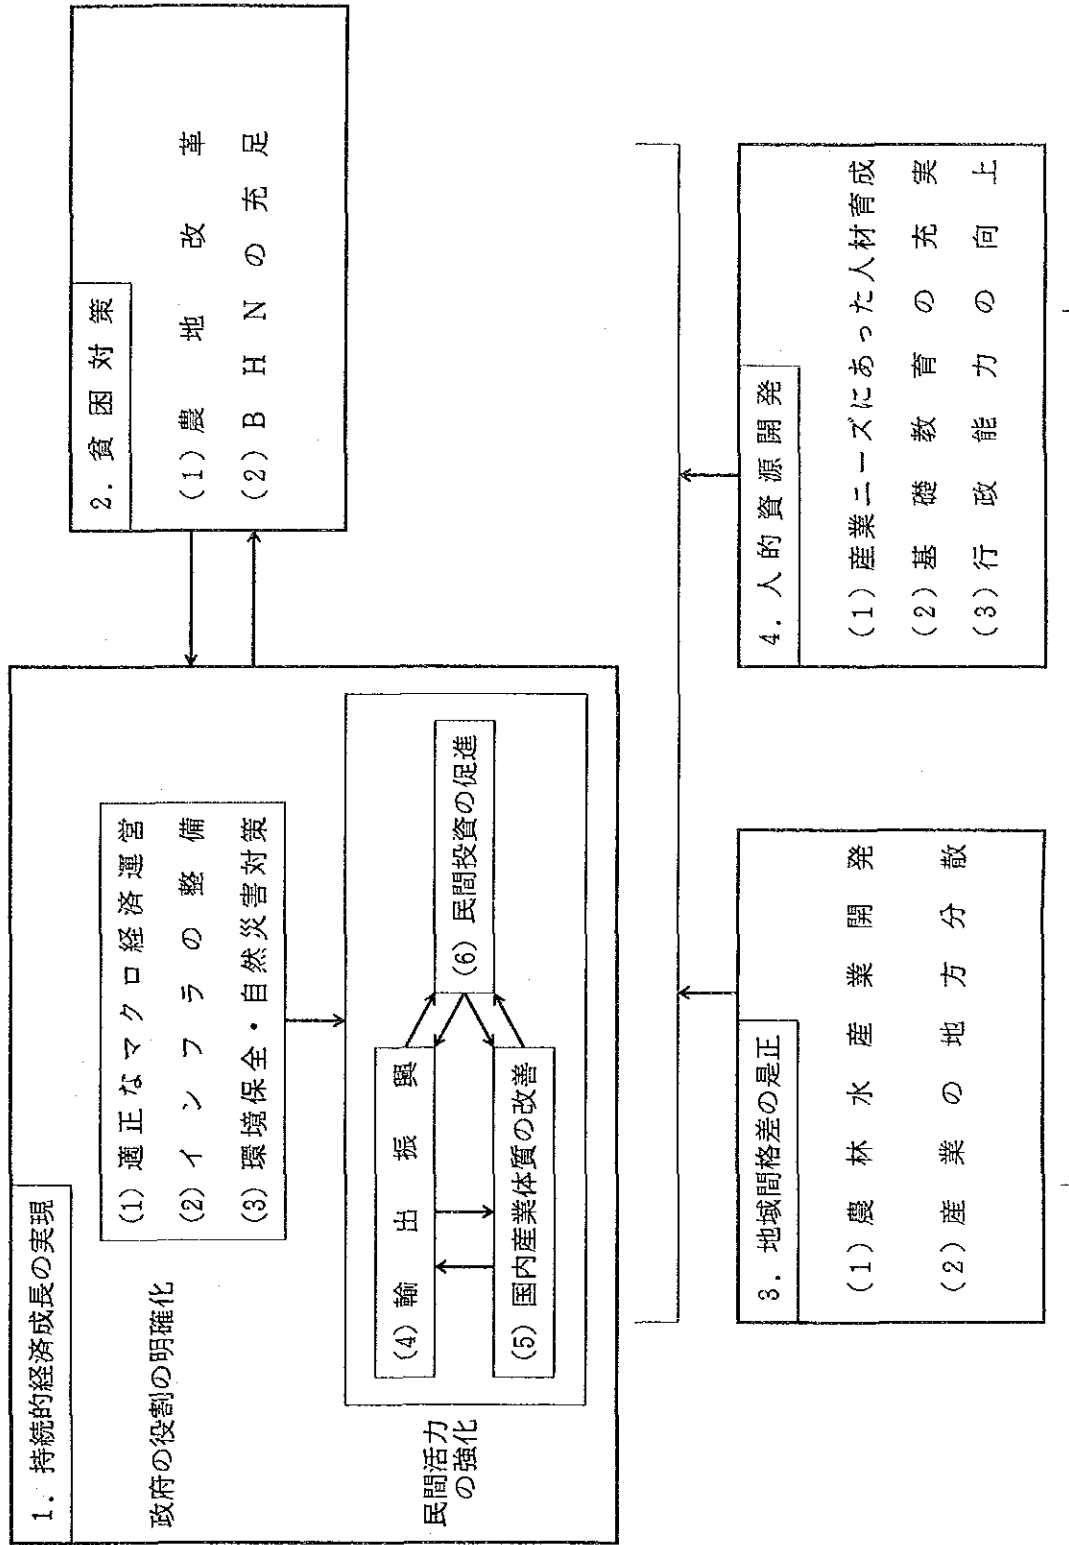 1. 持続的経済成長の実現
政府の役割の明確化
(1) 適正なマクロ経済運営
(2) インフラの整備
(3) 環境保全・自然災害対策
民間活力
の強化
(4) 輸出振興
(5) 国内産業体質の改善
(6) 民間投資の促進
2. 貧困対策
(1) 農地改革
(2) BHNの充足
3. 地域間格差の是正
(1) 農林水産業開発
(2) 産業の地方分散
4. 人的資源開発
(1) 産業ニーズにあった人材育成
(2) 基礎教育の充実
(3) 行政能力の向上